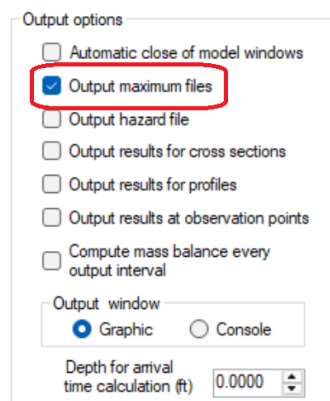 Output options
Automatic close of model windows
Output maximum files
Output hazard file
Output results for cross sections
Output results for profiles
Output results at observation points
Compute mass balance every
output interval
Output window
Graphic
Console
Depth for arrival
time calculation (ft)
0.0000